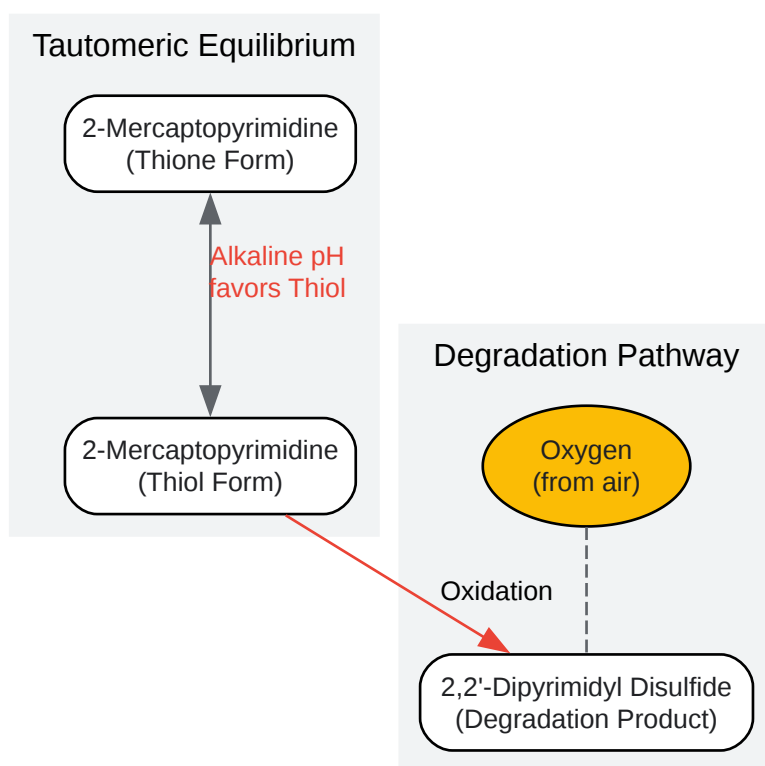 Tautomeric Equilibrium
2-Mercaptopyrimidine
(Thione Form)
Alkaline pH
favors Thiol
2-Mercaptopyrimidine
(Thiol Form)
Degradation Pathway
Oxygen
(from air)
Oxidation
2,2'-Dipyrimidyl Disulfide
(Degradation Product)